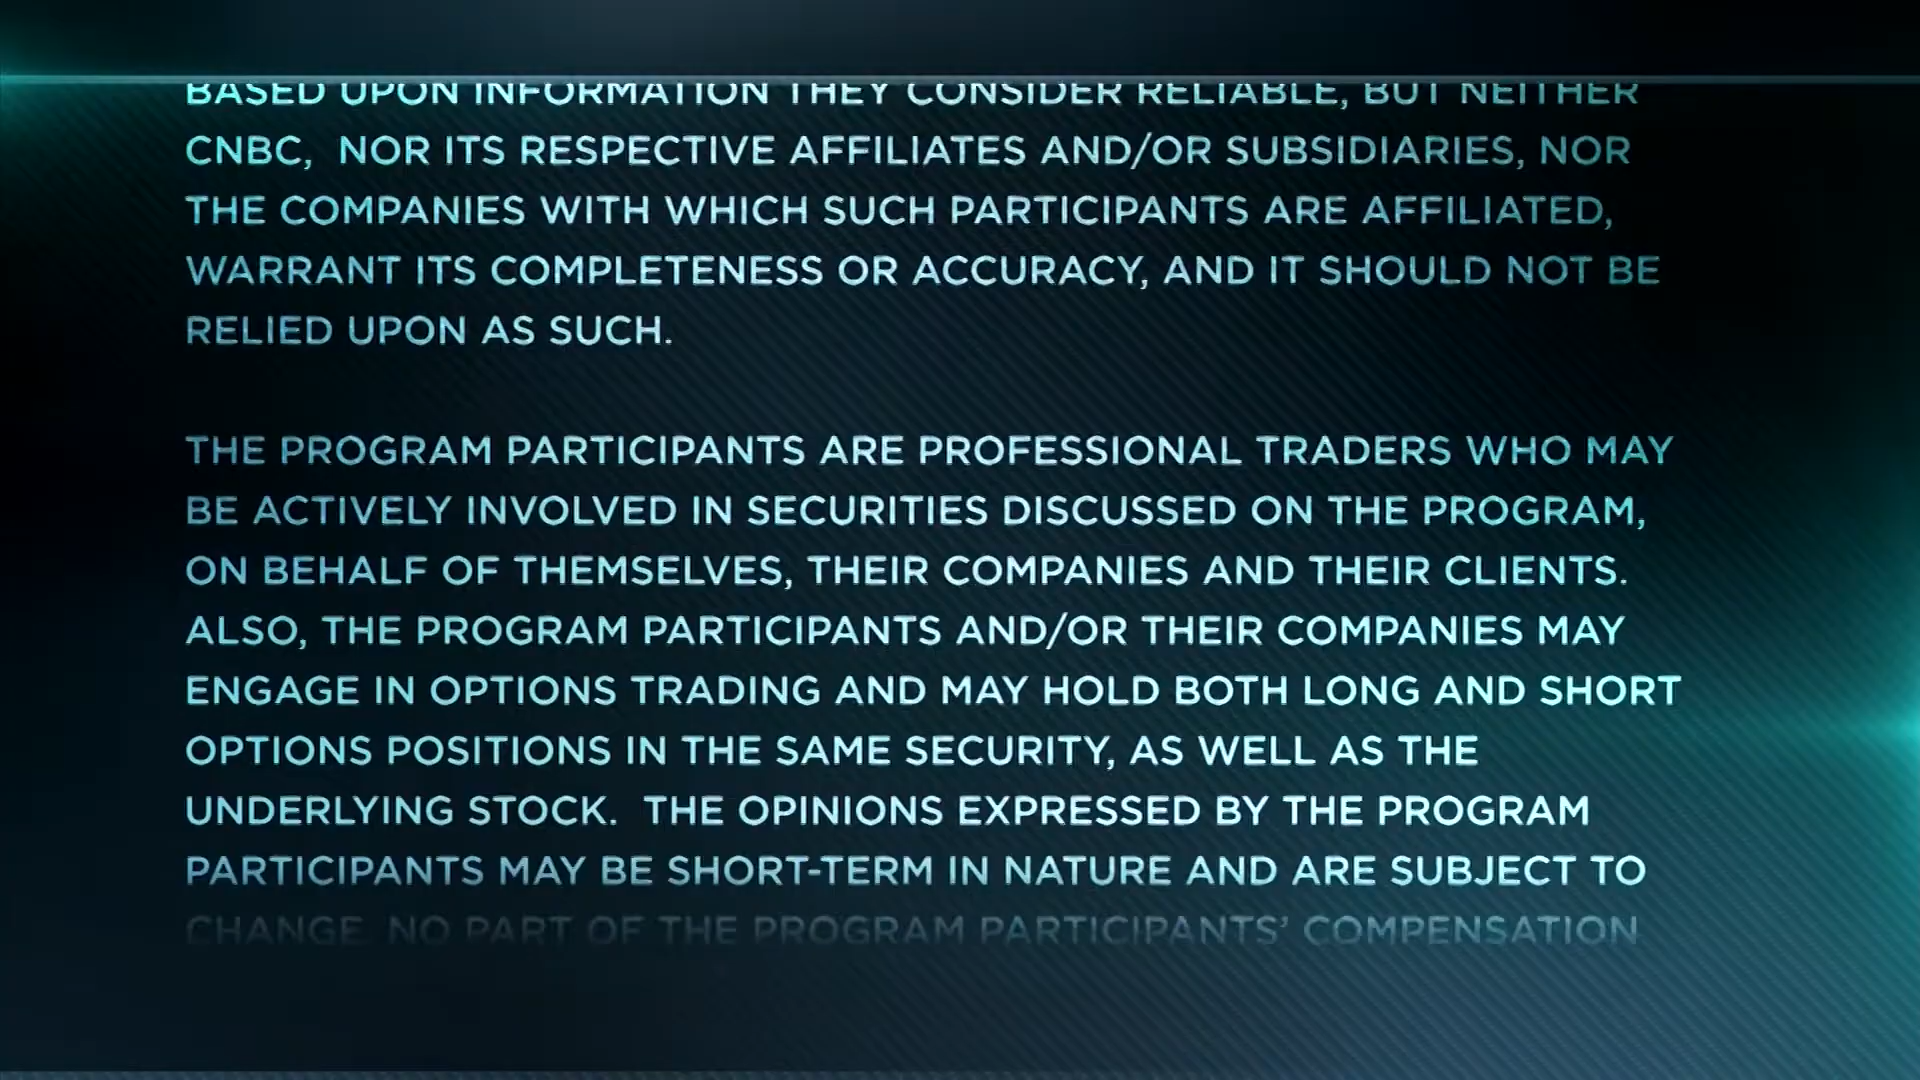 BASED UPON INFORMATION THEY CONSIDER RELIABLE, BUT NEITHER
CNBC,  NOR ITS RESPECTIVE AFFILIATES AND/OR SUBSIDIARIES, NOR
THE COMPANIES WITH WHICH SUCH PARTICIPANTS ARE AFFILIATED,
WARRANT ITS COMPLETENESS OR ACCURACY, AND IT SHOULD NOT BE
RELIED UPON AS SUCH.
THE PROGRAM PARTICIPANTS ARE PROFESSIONAL TRADERS WHO MAY
BE ACTIVELY INVOLVED IN SECURITIES DISCUSSED ON THE PROGRAM,
ON BEHALF OF THEMSELVES, THEIR COMPANIES AND THEIR CLIENTS.
ALSO, THE PROGRAM PARTICIPANTS AND/OR THEIR COMPANIES MAY
ENGAGE IN OPTIONS TRADING AND MAY HOLD BOTH LONG AND SHORT
OPTIONS POSITIONS IN THE SAME SECURITY, AS WELL AS THE
UNDERLYING STOCK.  THE OPINIONS EXPRESSED BY THE PROGRAM
PARTICIPANTS MAY BE SHORT-TERM IN NATURE AND ARE SUBJECT TO
CHANGE. NO PART OF THE PROGRAM PARTICIPANTS’ COMPENSATION